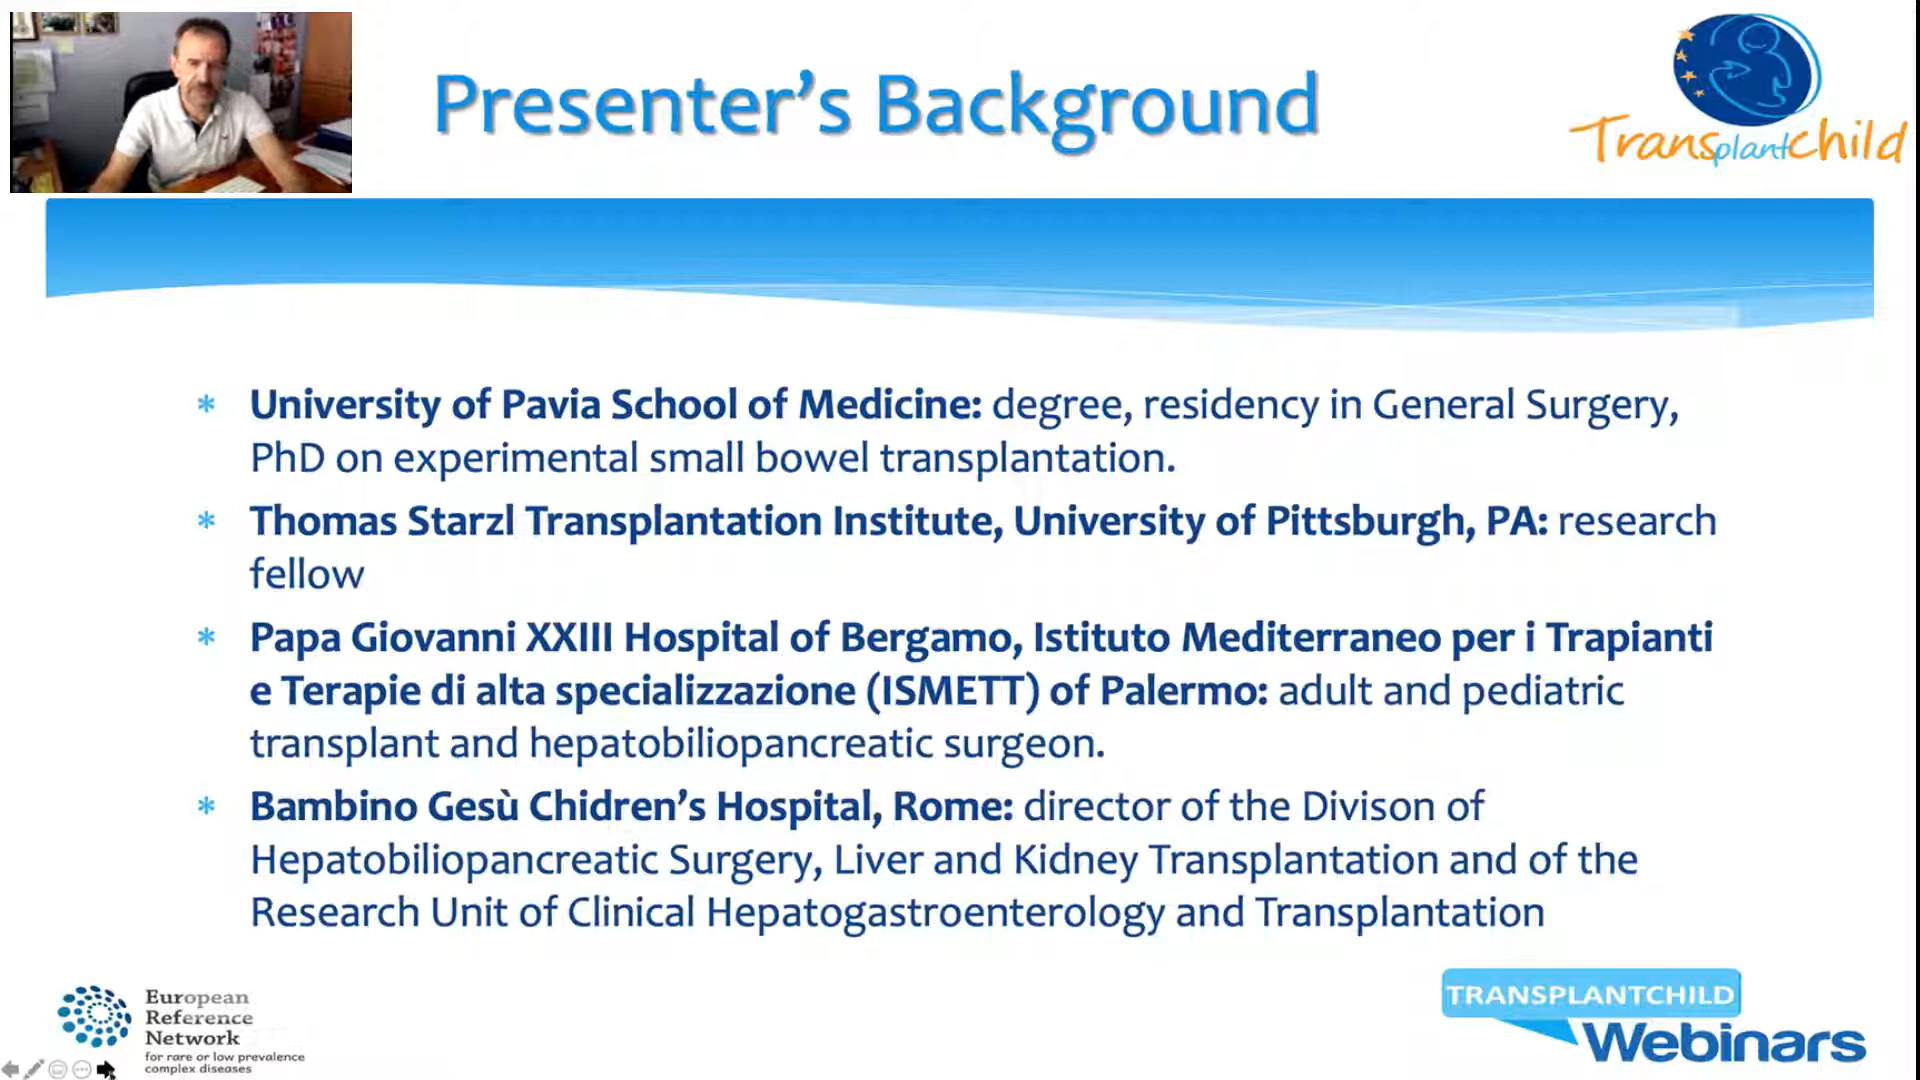 Presenter’s Background
Transplantchild
* University of Pavia School of Medicine: degree, residency in General Surgery,
PhD on experimental small bowel transplantation.
* Thomas Starzl Transplantation Institute, University of Pittsburgh, PA: research
fellow
* Papa Giovanni XXIII Hospital of Bergamo, Istituto Mediterraneo per i Trapianti
e Terapie di alta specializzazione (ISMETT) of Palermo: adult and pediatric
transplant and hepatobiliopancreatic surgeon.
* Bambino Gesù Chidren’s Hospital, Rome: director of the Divison of
Hepatobiliopancreatic Surgery, Liver and Kidney Transplantation and of the
Research Unit of Clinical Hepatogastroenterology and Transplantation
European
Reference
Network
for rare or low prevalence
complex diseases
TRANSPLANTCHILD
Webinars